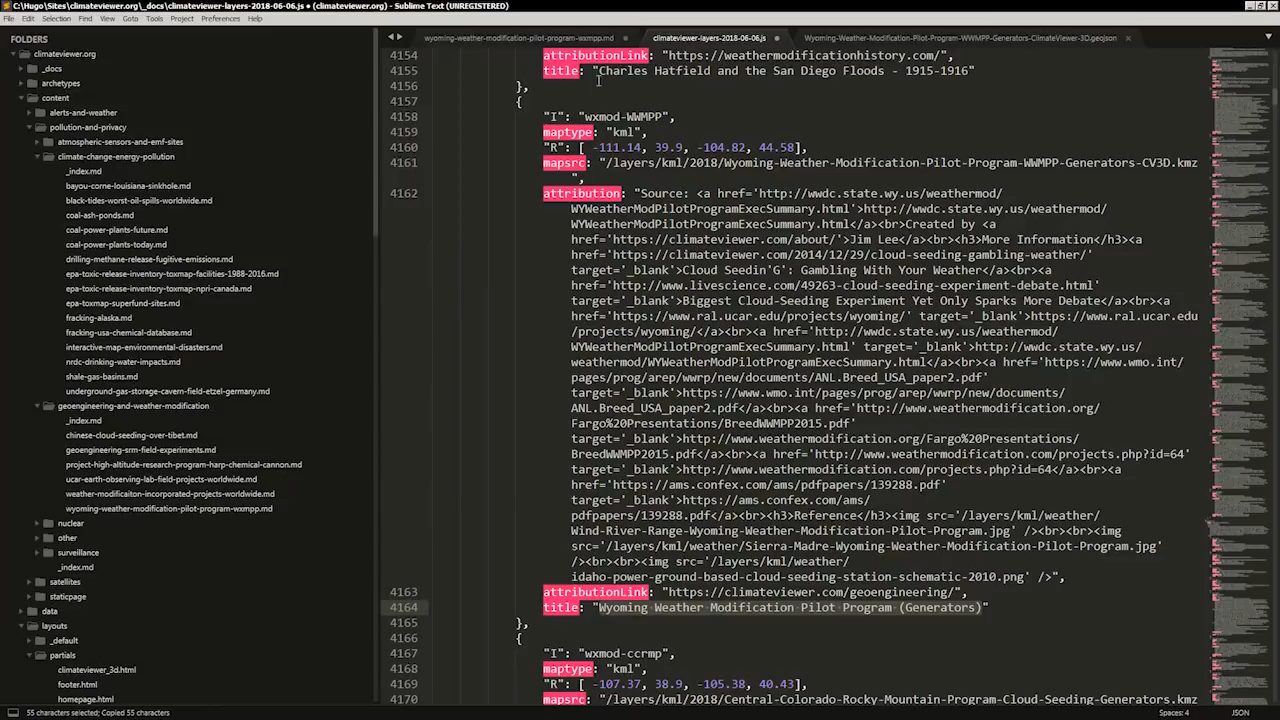 C:\Hugo\Sites\climateviewer.org\_docs\climateviewer-layers-2018-06-06.js • (climateviewer.org) - Sublime Text (UNREGISTERED)
File Edit Selection Find View Goto Tools Project Preferences Help
FOLDERS
climateviewer.org
_docs
archetypes
content
alerts-and-weather
pollution-and-privacy
atmospheric-sensors-and-emf-sites
climate-change-energy-pollution
_index.md
bayou-corne-louisiana-sinkhole.md
black-tides-worst-oil-spills-worldwide.md
coal-ash-ponds.md
coal-power-plants-future.md
coal-power-plants-today.md
drilling-methane-release-fugitive-emissions.md
epa-toxic-release-inventory-toxmap-facilities-1988-2016.md
epa-toxic-release-inventory-toxmap-npri-canada.md
epa-toxmap-superfund-sites.md
fracking-alaska.md
fracking-usa-chemical-database.md
interactive-map-environmental-disasters.md
nrdc-drinking-water-impacts.md
shale-gas-basins.md
underground-gas-storage-cavern-field-etzel-germany.md
geoengineering-and-weather-modification
_index.md
chinese-cloud-seeding-over-tibet.md
geoengineering-srm-field-experiments.md
project-high-altitude-research-program-harp-chemical-cannon.md
ucar-earth-observing-lab-field-projects-worldwide.md
weather-modificaiton-incorporated-projects-worldwide.md
wyoming-weather-modification-pilot-program-wxmpp.md
nuclear
other
surveillance
_index.md
satellites
staticpage
data
layouts
_default
partials
climateviewer_3d.html
footer.html
homepage.html
wyoming-weather-modification-pilot-program-wxmpp.md
climateviewer-layers-2018-06-06.js
Wyoming-Weather-Modification-Pilot-Program-WWMPP-Generators-ClimateViewer-3D.geojson
4154 attributionLink: "https://weathermodificationhistory.com/",
4155 title: "Charles Hatfield and the San Diego Floods - 1915-1916"
4156 },
4157 {
4158 "I": "wxmod-WWMPP",
4159 maptype: "kml",
4160 "R": [ -111.14, 39.9, -104.82, 44.58],
4161 mapsrc: "/layers/kml/2018/Wyoming-Weather-Modification-Pilot-Program-WWMPP-Generators-CV3D.kmz
",
4162 attribution: "Source: <a href='http://wwdc.state.wy.us/weathermod/
WYWeatherModPilotProgramExecSummary.html'>http://wwdc.state.wy.us/weathermod/
WYWeatherModPilotProgramExecSummary.html</a><br>Created by <a
href='https://climateviewer.com/about/'>Jim Lee</a><br><h3>More Information</h3><a
href='https://climateviewer.com/2014/12/29/cloud-seeding-gambling-weather/'
target='_blank'>Cloud Seedin'G': Gambling With Your Weather</a><br><a
href='http://www.livescience.com/49263-cloud-seeding-experiment-debate.html'
target='_blank'>Biggest Cloud-Seeding Experiment Yet Only Sparks More Debate</a><br><a
href='https://www.ral.ucar.edu/projects/wyoming/' target='_blank'>https://www.ral.ucar.edu
/projects/wyoming/</a><br><a href='http://wwdc.state.wy.us/weathermod/
WYWeatherModPilotProgramExecSummary.html' target='_blank'>http://wwdc.state.wy.us/
weathermod/WYWeatherModPilotProgramExecSummary.html</a><br><a href='https://www.wmo.int/
pages/prog/arep/wwrp/new/documents/ANL.Breed_USA_paper2.pdf'
target='_blank'>https://www.wmo.int/pages/prog/arep/wwrp/new/documents/
ANL.Breed_USA_paper2.pdf</a><br><a href='http://www.weathermodification.org/
Fargo%20Presentations/BreedWWMPP2015.pdf'
target='_blank'>http://www.weathermodification.org/Fargo%20Presentations/
BreedWWMPP2015.pdf</a><br><a href='http://www.weathermodification.com/projects.php?id=64'
target='_blank'>http://www.weathermodification.com/projects.php?id=64</a><br><a
href='https://ams.confex.com/ams/pdfpapers/139288.pdf'
target='_blank'>https://ams.confex.com/ams/
pdfpapers/139288.pdf</a><br><h3>Reference</h3><img src='/layers/kml/weather/
Wind-River-Range-Wyoming-Weather-Modification-Pilot-Program.jpg' /><br><br><img
src='/layers/kml/weather/Sierra-Madre-Wyoming-Weather-Modification-Pilot-Program.jpg'
/><br><br><img src='/layers/kml/weather/
idaho-power-ground-based-cloud-seeding-station-schematic-2010.png' />",
4163 attributionLink: "https://climateviewer.com/geoengineering/",
4164 title: "Wyoming Weather Modification Pilot Program (Generators)"
4165 },
4166 {
4167 "I": "wxmod-ccrmp",
4168 maptype: "kml",
4169 "R": [ -107.37, 38.9, -105.38, 40.43],
4170 mapsrc: "/layers/kml/2018/Central-Colorado-Rocky-Mountain-Program-Cloud-Seeding-Generators.kmz
55 characters selected; Copied 55 characters
Spaces: 4
JSON